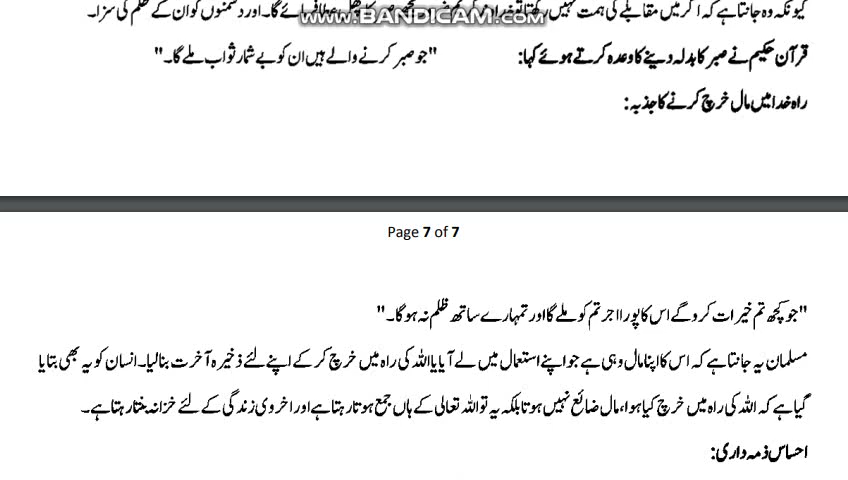 کیونکہ وہ جانتا ہے کہ اگر میں مقابلے کی ہمت نہیں رکھتا تو خدا گا۔ اور دشمنوں کو ان کے ظلم کی سزا۔
www.BANDICAM.com
قرآن حکیم نے صبر کا بدلہ دینے کا وعدہ کرتے ہوئے کہا: "جو صبر کرنے والے ہیں ان کو بے شمار ثواب ملے گا۔"
راہ خدا میں مال خرچ کرنے کا جذبہ:
Page 7 of 7
"جو کچھ تم خیرات کرو گے اس کا پورا اجر تم کو ملے گا اور تمہارے ساتھ ظلم نہ ہو گا۔"
مسلمان یہ جانتا ہے کہ اس کا اپنا مال وہی ہے جو اپنے استعمال میں لے آیا یا اللہ کی راہ میں خرچ کر کے اپنے لئے ذخیرہ آخرت بنا لیا۔ انسان کو یہ بھی بتایا
گیا ہے کہ اللہ کی راہ میں خرچ کیا ہوا، مال ضائع نہیں ہوتا بلکہ یہ تو اللہ تعالی کے ہاں جمع ہوتا رہتا ہے اور اخروی زندگی کے لئے خزانہ بنتا رہتا ہے۔
احساس ذمہ داری: